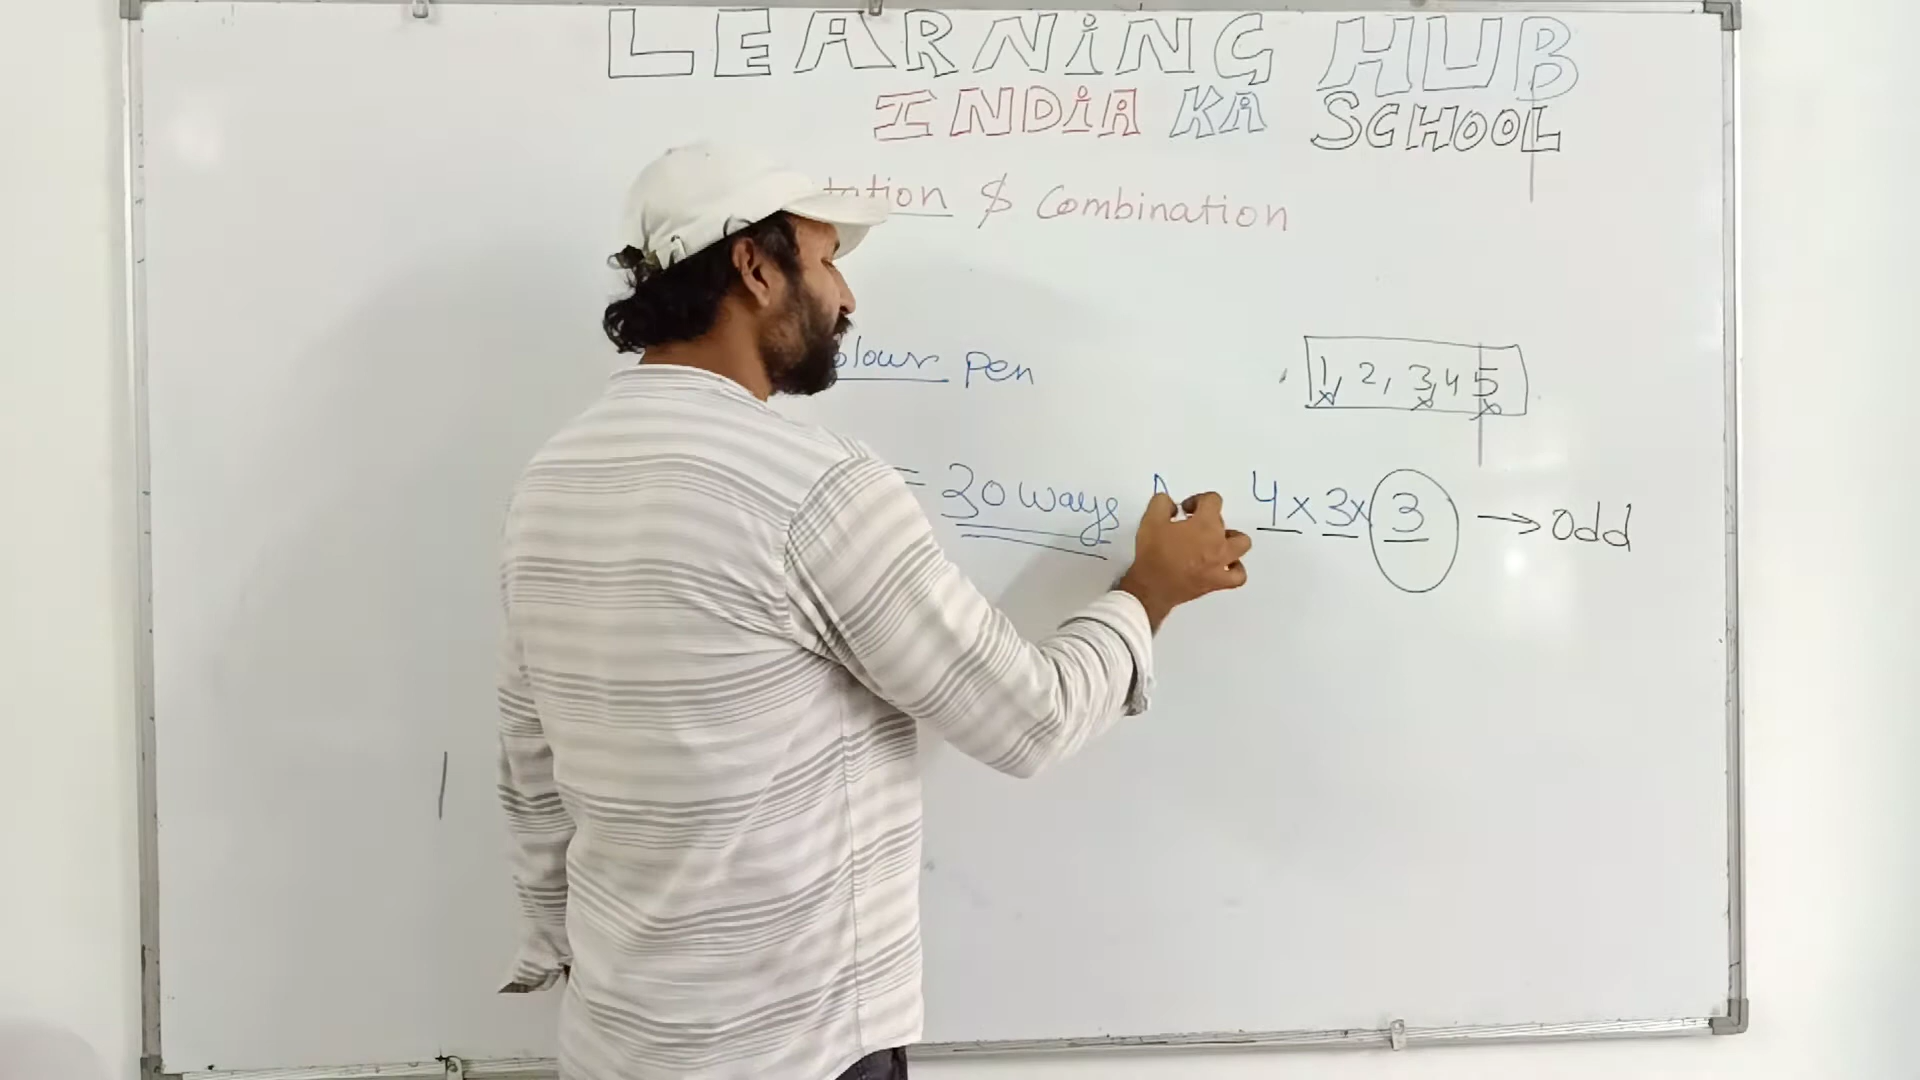 LEARNING HUB
INDIA KA SCHOOL
tation & Combination
olour pen
1, 2, 3, 4 5
= 30 ways
4 x 3 x 3 → Odd